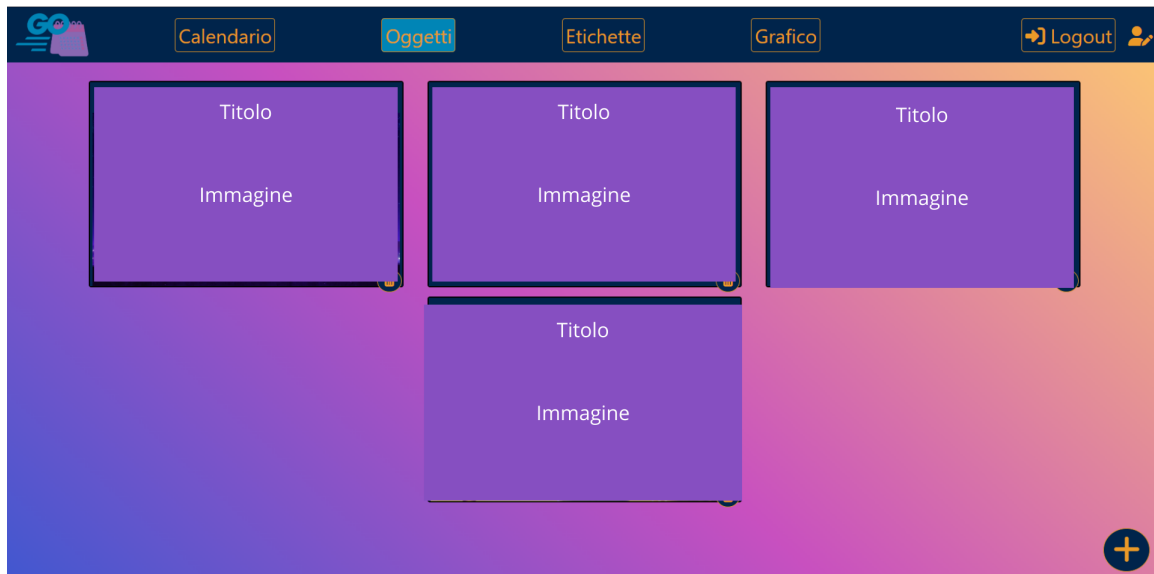 GO
Calendario
Oggetti
Etichette
Grafico
Logout
Titolo
Immagine
Titolo
Immagine
Titolo
Immagine
Titolo
Immagine